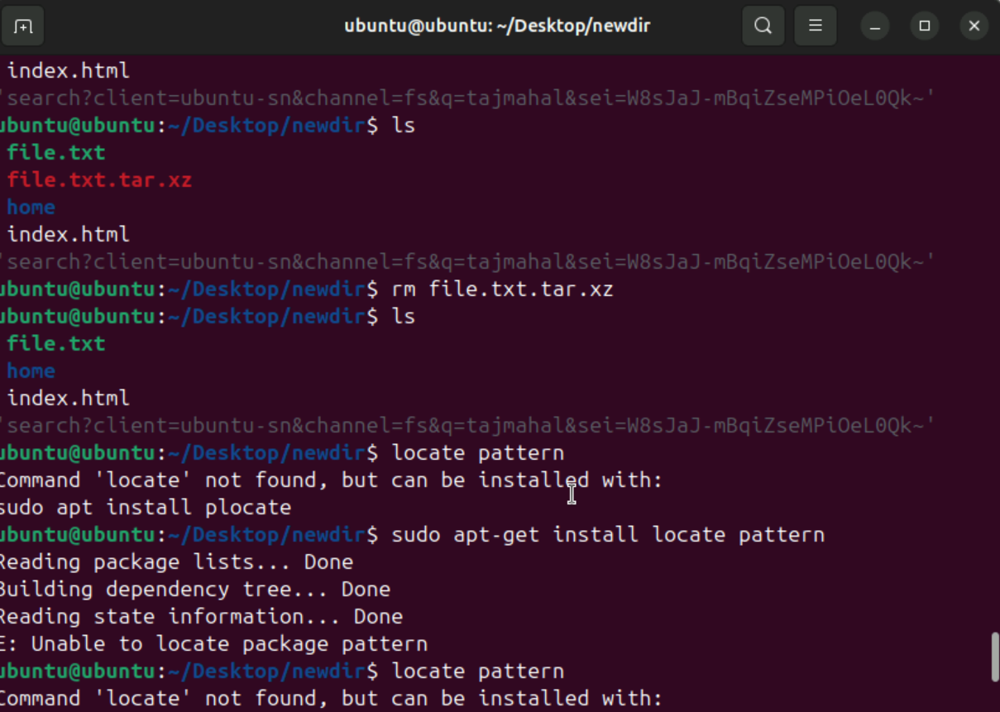 ubuntu@ubuntu: ~/Desktop/newdir
index.html
'search?client=ubuntu-sn&channel=fs&q=tajmahal&sei=W8sJaJ-mBqiZseMPiOeL0Qk~'
ubuntu@ubuntu:~/Desktop/newdir$ ls
file.txt
file.txt.tar.xz
home
index.html
'search?client=ubuntu-sn&channel=fs&q=tajmahal&sei=W8sJaJ-mBqiZseMPiOeL0Qk~'
ubuntu@ubuntu:~/Desktop/newdir$ rm file.txt.tar.xz
ubuntu@ubuntu:~/Desktop/newdir$ ls
file.txt
home
index.html
'search?client=ubuntu-sn&channel=fs&q=tajmahal&sei=W8sJaJ-mBqiZseMPiOeL0Qk~'
ubuntu@ubuntu:~/Desktop/newdir$ locate pattern
Command 'locate' not found, but can be installed with:
sudo apt install plocate
ubuntu@ubuntu:~/Desktop/newdir$ sudo apt-get install locate pattern
Reading package lists... Done
Building dependency tree... Done
Reading state information... Done
E: Unable to locate package pattern
ubuntu@ubuntu:~/Desktop/newdir$ locate pattern
Command 'locate' not found, but can be installed with: